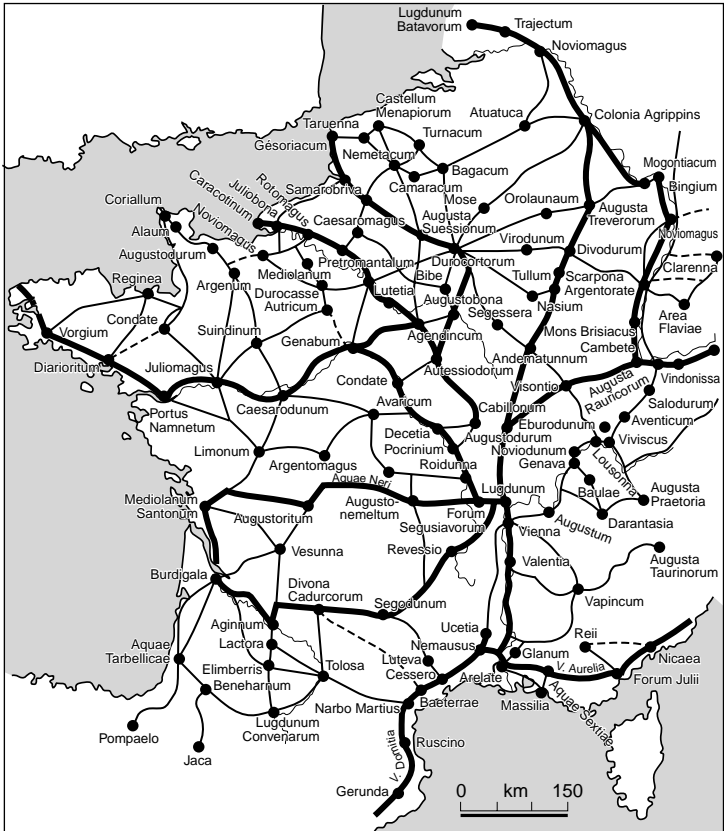 Lugdunum
Batavorum
Trajectum
Noviomagus
Castellum
Menapiorum
Atuatuca
Colonia Agrippins
Taruenna
Turnacum
Gésoriacum
Nemetacum
Bagacum
Mogontiacum
Camaracum
Bingium
Samarobriva
Rotomagus
Juliobona
Caracotinum
Mose
Orolaunaum
Coriallum
Noviomagus
Caesaromagus
Augusta
Suessionum
Augusta
Treverorum
Alauna
Noviomagus
Augustodurum
Pretromantalum
Durocortorum
Virodunum
Divodurum
Clarenna
Reginea
Mediolanum
Bibe
Tullum
Scarpona
Argenum
Durocasse
Lutetia
Argentorate
Autricum
Augustobona
Nasium
Area
Flaviae
Condate
Segessera
Suindinum
Mons Brisiacus
Vorgium
Genabum
Agendincum
Cambete
Andematunnum
Diarioritum
Juliomagus
Condate
Autessiodorum
Visontio
Augusta
Rauricorum
Vindonissa
Portus
Namnetum
Caesarodunum
Avaricum
Cabillonum
Salodurum
Eburodunum
Aventicum
Decetia
Augustodurum
Limonum
Pocrinium
Noviodunum
Viviscus
Argentomagus
Roidunna
Genava
Lousonna
Aquae Neri
Lugdunum
Baulae
Augusta
Praetoria
Mediolanum
Santonum
Augustoritum
Augusto-
nemeltum
Forum
Segusiavorum
Augustum
Darantasia
Vienna
Vesunna
Revessio
Augusta
Taurinorum
Valentia
Burdigala
Divona
Cadurcorum
Segodunum
Vapincum
Aginnum
Ucetia
Aquae
Tarbellicae
Lactora
Nemausus
Glanum
Reii
Elimberris
Tolosa
Luteva
V. Aurelia
Nicaea
Beneharnum
Cessero
Arelate
Forum Julii
Narbo Martius
Baeterrae
Massilia
Aquae Sextiae
Lugdunum
Convenarum
Pompaelo
Ruscino
Jaca
V. Domitia
Gerunda
0 km 150